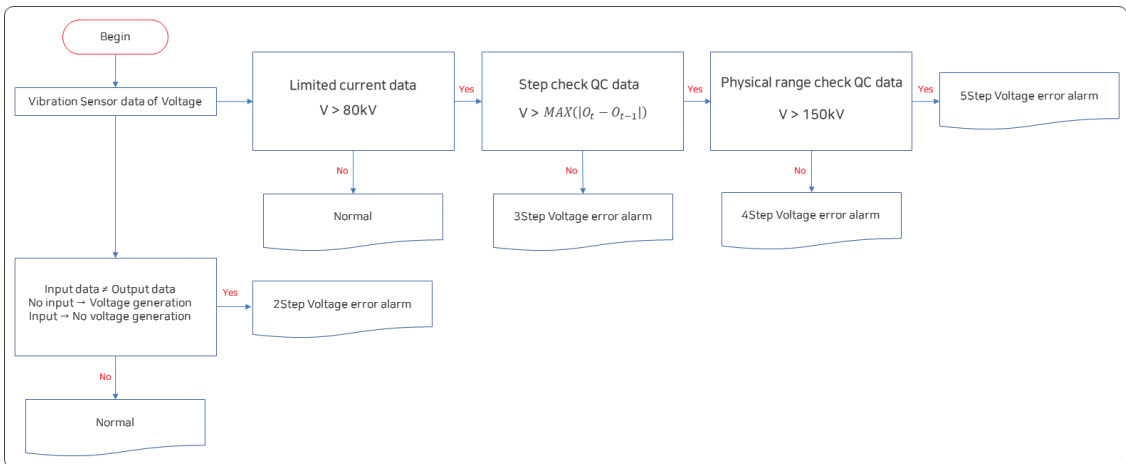 Begin
Vibration Sensor data of Voltage
Limited current data
V > 80kV
Yes
Step check QC data
V > MAX(|Oₜ − Oₜ₋₁|)
Yes
Physical range check QC data
V > 150kV
Yes
5Step Voltage error alarm
No
Normal
No
3Step Voltage error alarm
No
4Step Voltage error alarm
Input data ≠ Output data
No input → Voltage generation
Input → No voltage generation
Yes
2Step Voltage error alarm
No
Normal